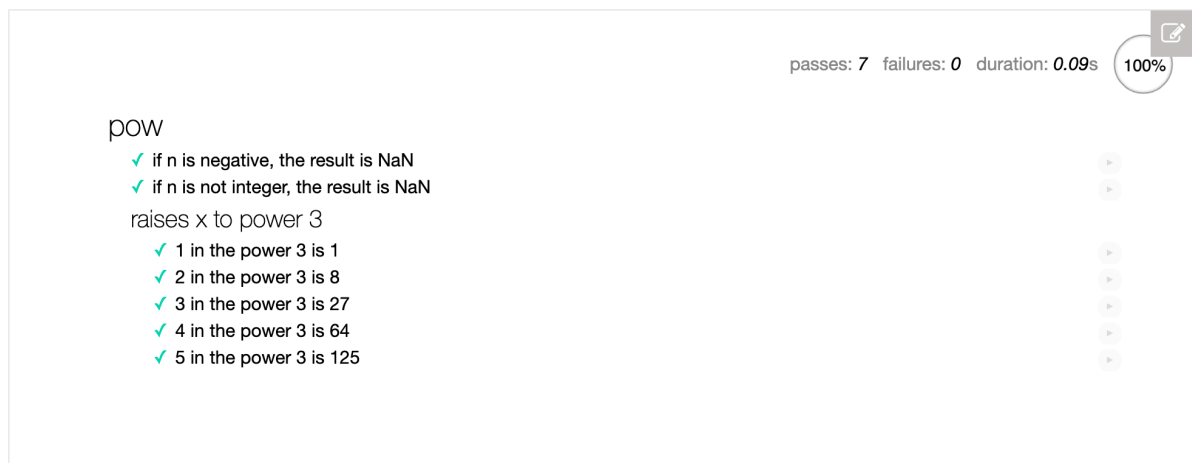 passes: 7 failures: 0 duration: 0.09s 100%
pow
✓ if n is negative, the result is NaN
✓ if n is not integer, the result is NaN
raises x to power 3
✓ 1 in the power 3 is 1
✓ 2 in the power 3 is 8
✓ 3 in the power 3 is 27
✓ 4 in the power 3 is 64
✓ 5 in the power 3 is 125